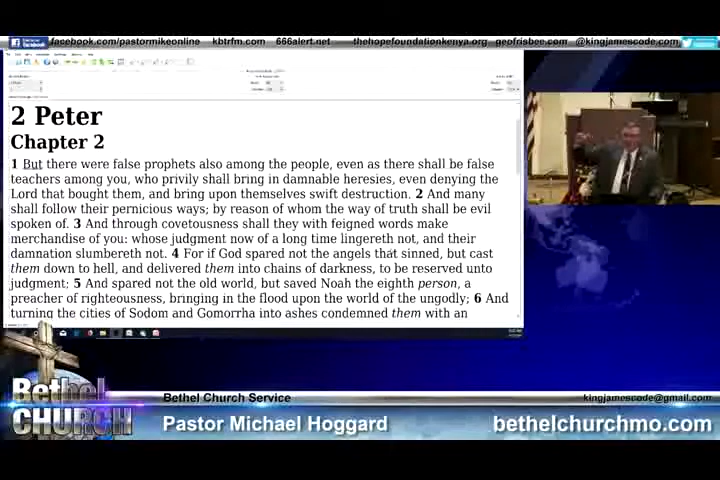 facebook.com/pastormikeonline kbtrfm.com 666alert.net thehopefoundationkenya.org geofrisbee.com @kingjamescode.com
2 Peter
Chapter 2
1 But there were false prophets also among the people, even as there shall be false
teachers among you, who privily shall bring in damnable heresies, even denying the
Lord that bought them, and bring upon themselves swift destruction. 2 And many
shall follow their pernicious ways; by reason of whom the way of truth shall be evil
spoken of. 3 And through covetousness shall they with feigned words make
merchandise of you: whose judgment now of a long time lingereth not, and their
damnation slumbereth not. 4 For if God spared not the angels that sinned, but cast
them down to hell, and delivered them into chains of darkness, to be reserved unto
judgment; 5 And spared not the old world, but saved Noah the eighth person, a
preacher of righteousness, bringing in the flood upon the world of the ungodly; 6 And
turning the cities of Sodom and Gomorrha into ashes condemned them with an
Bethel
CHURCH
Bethel Church Service
kingjamescode@gmail.com
Pastor Michael Hoggard
bethelchurchmo.com